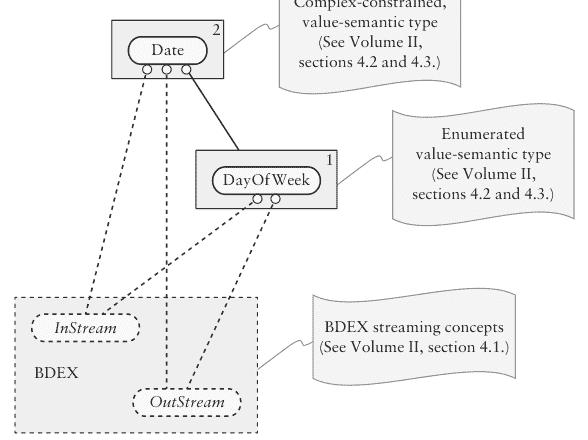 Complex-constrained,
value-semantic type
(See Volume II,
sections 4.2 and 4.3.)
2
Date
Enumerated
value-semantic type
(See Volume II,
sections 4.2 and 4.3.)
1
DayOfWeek
InStream
BDEX
OutStream
BDEX streaming concepts
(See Volume II, section 4.1.)